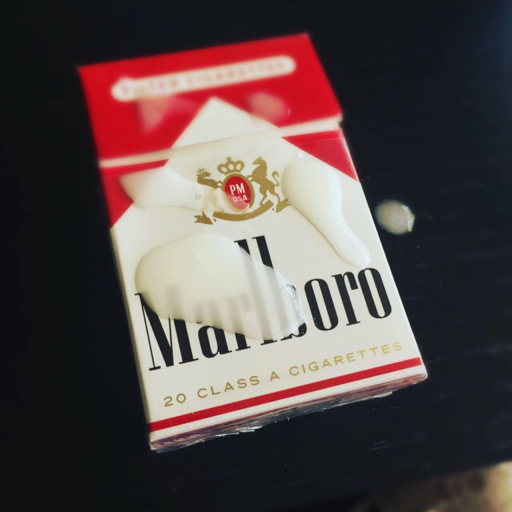 FILTER CIGARETTES
PM
USA
Marlboro
20 CLASS A CIGARETTES